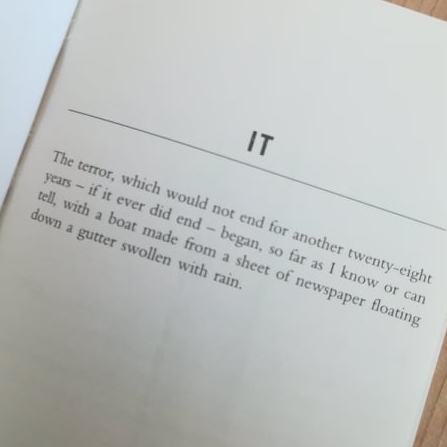 IT
The terror, which would not end for another twenty-eight
years – if it ever did end – began, so far as I know or can
tell, with a boat made from a sheet of newspaper floating
down a gutter swollen with rain.